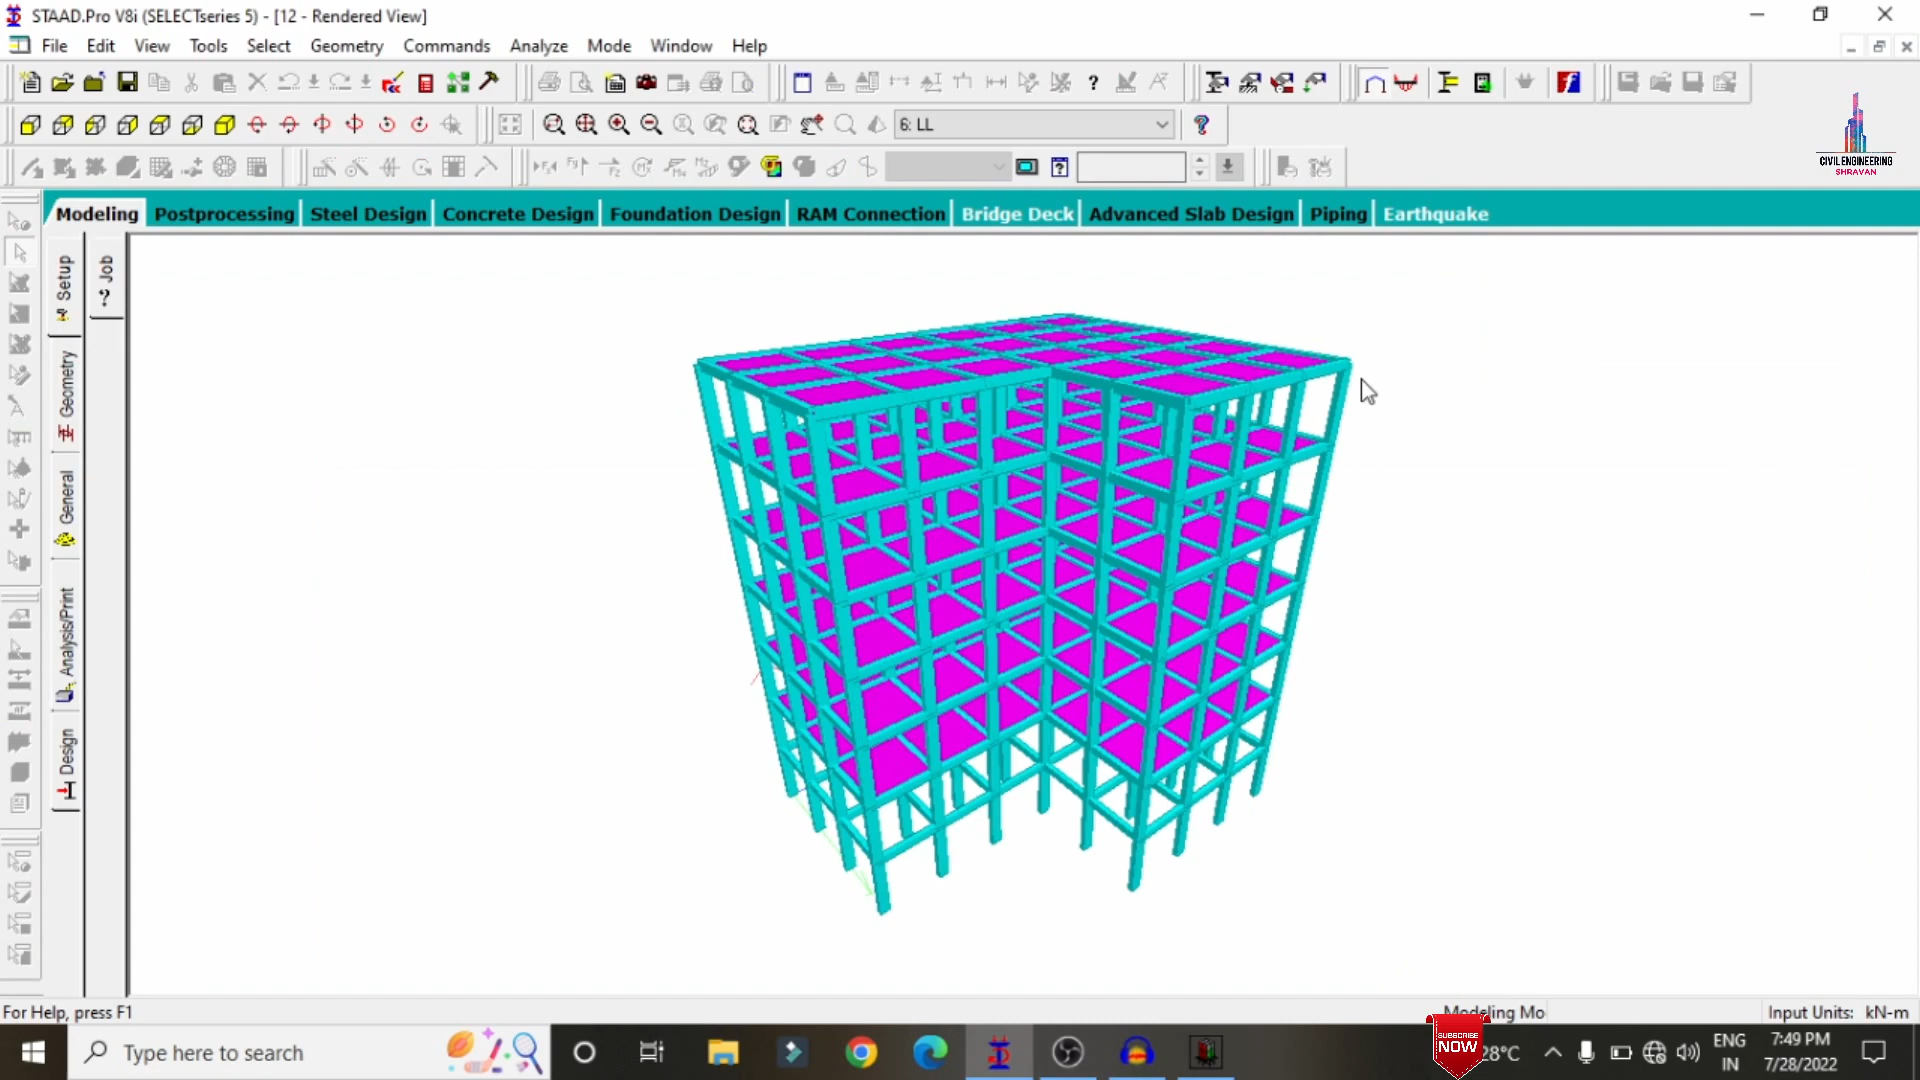 STAAD.Pro V8i (SELECTseries 5) - [12 - Rendered View]
File Edit View Tools Select Geometry Commands Analyze Mode Window Help
6: LL
CIVIL ENGINEERING
SHRAVAN
Modeling Postprocessing Steel Design Concrete Design Foundation Design RAM Connection Bridge Deck Advanced Slab Design Piping Earthquake
Setup
Job
Geometry
General
Analysis/Print
Design
For Help, press F1
Modeling Mo
Input Units: kN-m
Type here to search
SUBSCRIBE
NOW
28°C
ENG
IN
7:49 PM
7/28/2022